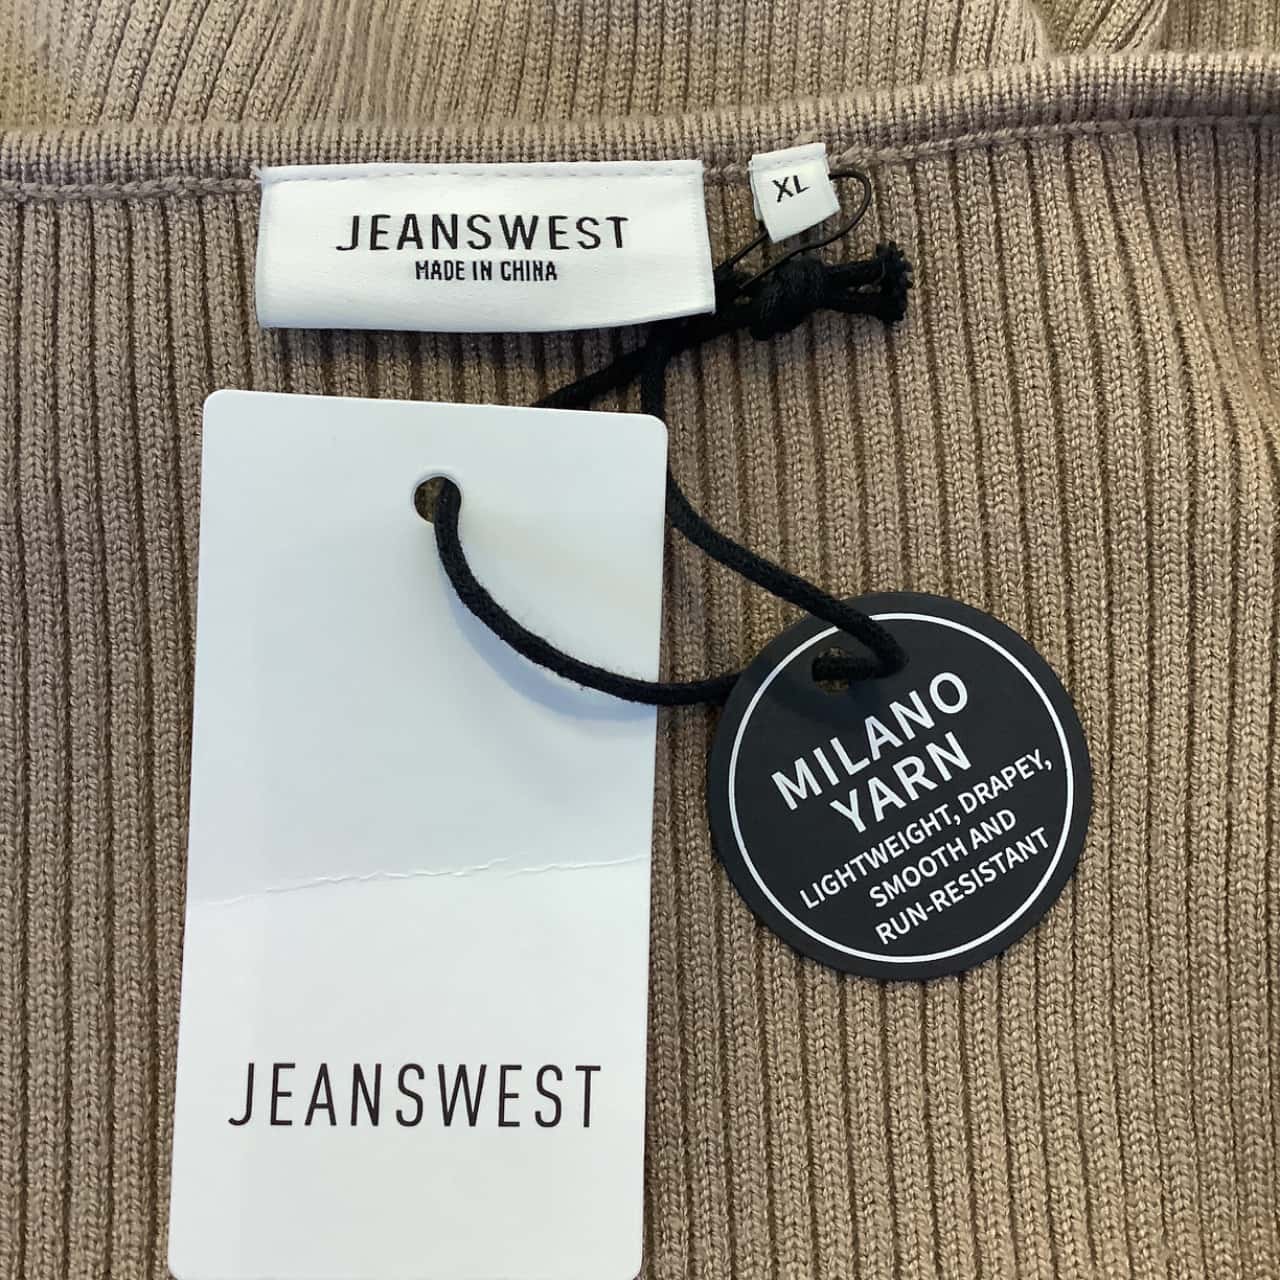 JEANSWEST
MADE IN CHINA
XL
MILANO
YARN
LIGHTWEIGHT, DRAPEY,
SMOOTH AND
RUN-RESISTANT
JEANSWEST